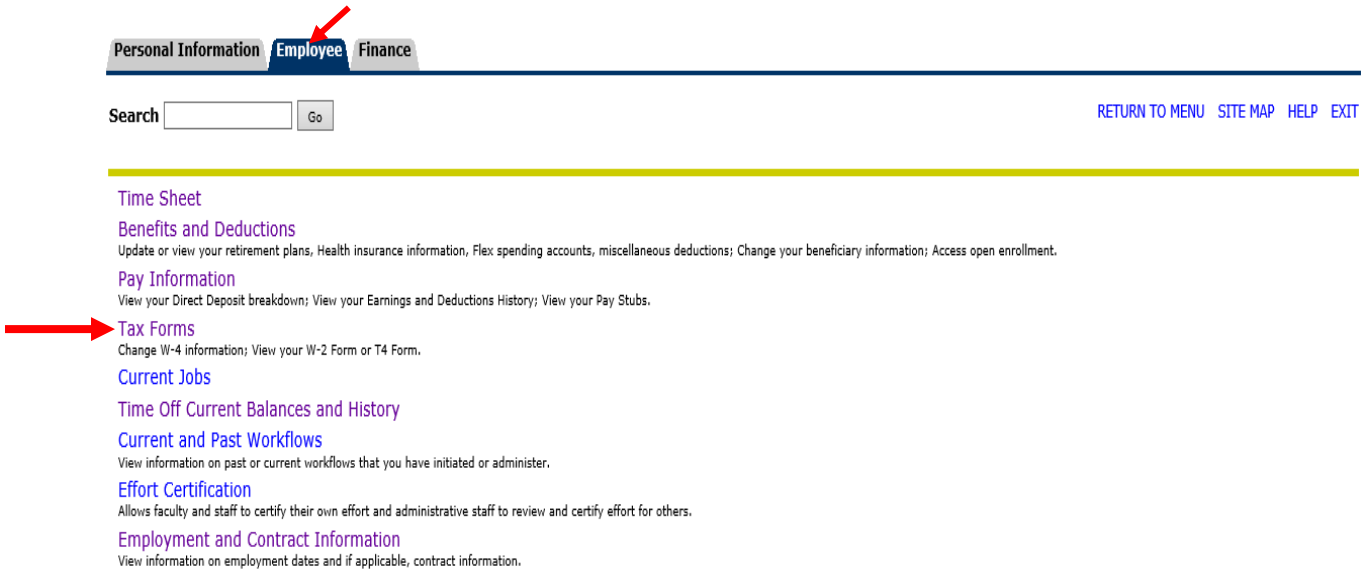 Personal Information Employee Finance
Search Go RETURN TO MENU SITE MAP HELP EXIT
Time Sheet
Benefits and Deductions
Update or view your retirement plans, Health insurance information, Flex spending accounts, miscellaneous deductions; Change your beneficiary information; Access open enrollment.
Pay Information
View your Direct Deposit breakdown; View your Earnings and Deductions History; View your Pay Stubs.
Tax Forms
Change W-4 information; View your W-2 Form or T4 Form.
Current Jobs
Time Off Current Balances and History
Current and Past Workflows
View information on past or current workflows that you have initiated or administer.
Effort Certification
Allows faculty and staff to certify their own effort and administrative staff to review and certify effort for others.
Employment and Contract Information
View information on employment dates and if applicable, contract information.